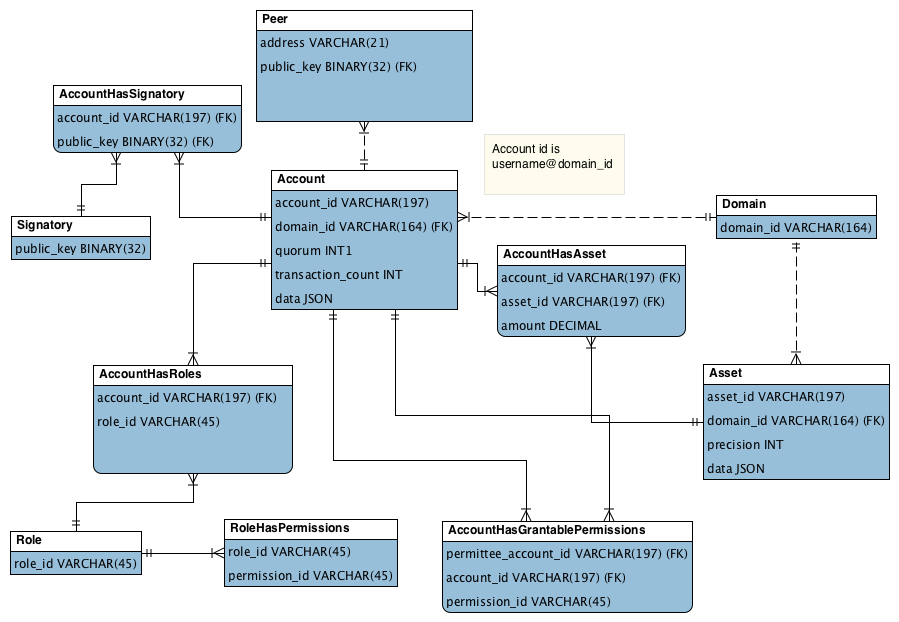 Peer
address VARCHAR(21)
public_key BINARY(32) (FK)
AccountHasSignatory
account_id VARCHAR(197) (FK)
public_key BINARY(32) (FK)
Account id is
username@domain_id
Signatory
public_key BINARY(32)
Account
account_id VARCHAR(197)
domain_id VARCHAR(164) (FK)
quorum INT1
transaction_count INT
data JSON
Domain
domain_id VARCHAR(164)
AccountHasAsset
account_id VARCHAR(197) (FK)
asset_id VARCHAR(197) (FK)
amount DECIMAL
AccountHasRoles
account_id VARCHAR(197) (FK)
role_id VARCHAR(45)
Asset
asset_id VARCHAR(197)
domain_id VARCHAR(164) (FK)
precision INT
data JSON
Role
role_id VARCHAR(45)
RoleHasPermissions
role_id VARCHAR(45)
permission_id VARCHAR(45)
AccountHasGrantablePermissions
permittee_account_id VARCHAR(197) (FK)
account_id VARCHAR(197) (FK)
permission_id VARCHAR(45)